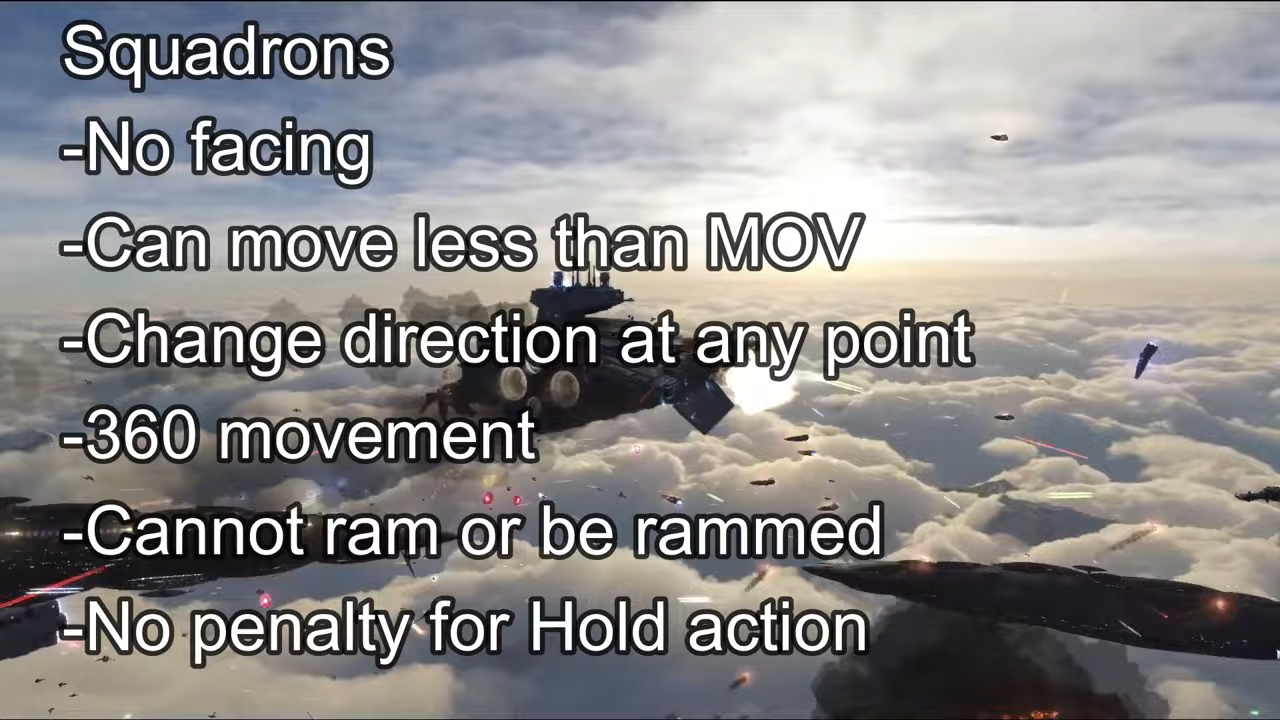 Squadrons
-No facing
-Can move less than MOV
-Change direction at any point
-360 movement
-Cannot ram or be rammed
-No penalty for Hold action